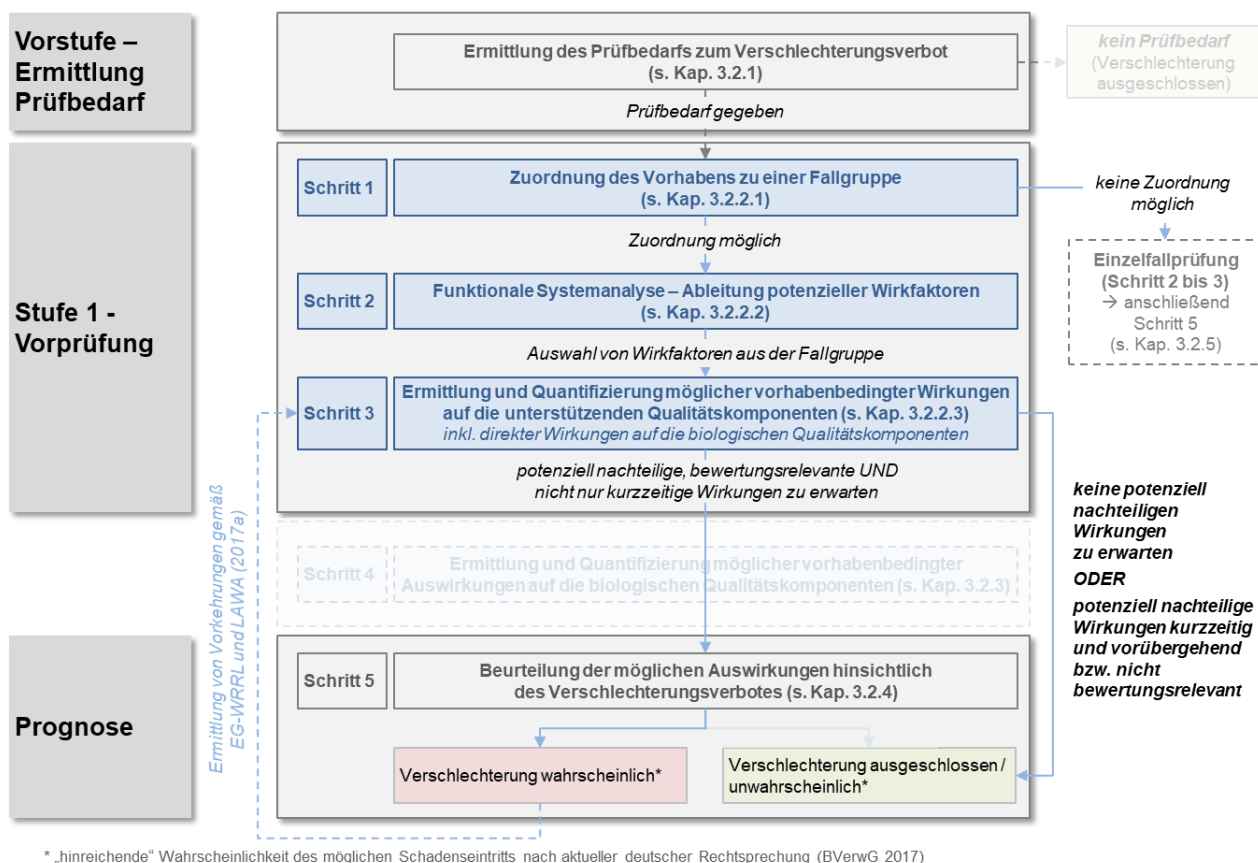 Vorstufe –
Ermittlung
Prüfbedarf
Ermittlung des Prüfbedarfs zum Verschlechterungsverbot
(s. Kap. 3.2.1)
kein Prüfbedarf
(Verschlechterung
ausgeschlossen)
Prüfbedarf gegeben
Stufe 1 -
Vorprüfung
Schritt 1
Zuordnung des Vorhabens zu einer Fallgruppe
(s. Kap. 3.2.2.1)
keine Zuordnung
möglich
Zuordnung möglich
Einzelfallprüfung
(Schritt 2 bis 3)
→ anschließend
Schritt 5
(s. Kap. 3.2.5)
Schritt 2
Funktionale Systemanalyse – Ableitung potenzieller Wirkfaktoren
(s. Kap. 3.2.2.2)
Auswahl von Wirkfaktoren aus der Fallgruppe
Schritt 3
Ermittlung und Quantifizierung möglicher vorhabenbedingter Wirkungen
auf die unterstützenden Qualitätskomponenten (s. Kap. 3.2.2.3)
inkl. direkter Wirkungen auf die biologischen Qualitätskomponenten
potenziell nachteilige, bewertungsrelevante UND
nicht nur kurzzeitige Wirkungen zu erwarten
keine potenziell
nachteiligen
Wirkungen
zu erwarten
ODER
potenziell nachteilige
Wirkungen kurzzeitig
und vorübergehend
bzw. nicht
bewertungsrelevant
Ermittlung von Vorkehrungen gemäß
EG-WRRL und LAWA (2017a)
Schritt 4
Ermittlung und Quantifizierung möglicher vorhabenbedingter
Auswirkungen auf die biologischen Qualitätskomponenten (s. Kap. 3.2.3)
Prognose
Schritt 5
Beurteilung der möglichen Auswirkungen hinsichtlich
des Verschlechterungsverbotes (s. Kap. 3.2.4)
Verschlechterung wahrscheinlich*
Verschlechterung ausgeschlossen /
unwahrscheinlich*
* „hinreichende“ Wahrscheinlichkeit des möglichen Schadenseintritts nach aktueller deutscher Rechtsprechung (BVerwG 2017)